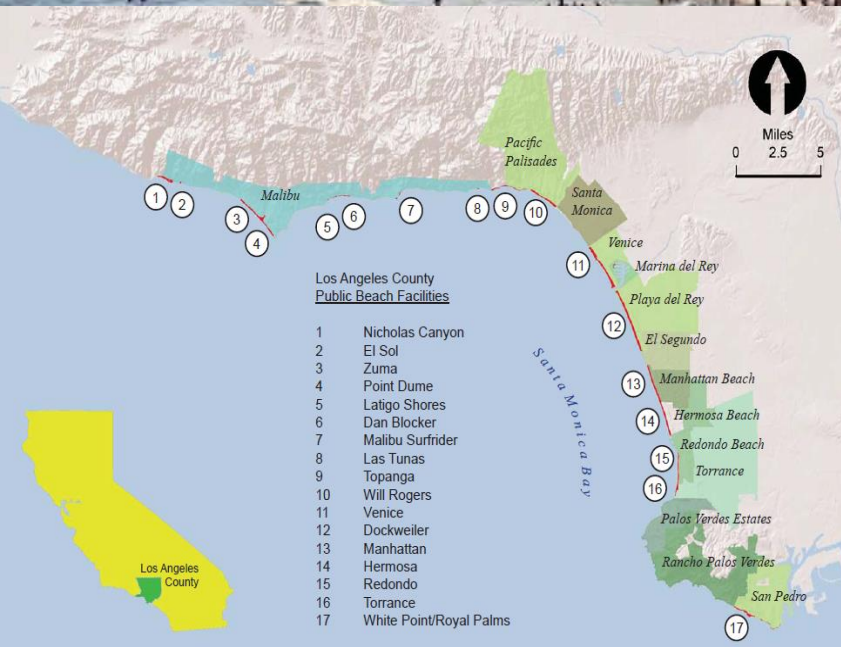 Miles
0 2.5 5
Pacific
Palisades
Santa
Monica
Malibu
1
2
3
4
5
6
7
8
9
10
Venice
11
Marina del Rey
Playa del Rey
12
El Segundo
13
Manhattan Beach
14
Hermosa Beach
Redondo Beach
15
Torrance
16
Palos Verdes Estates
Rancho Palos Verdes
San Pedro
17
Santa Monica Bay
Los Angeles County
Public Beach Facilities
1 Nicholas Canyon
2 El Sol
3 Zuma
4 Point Dume
5 Latigo Shores
6 Dan Blocker
7 Malibu Surfrider
8 Las Tunas
9 Topanga
10 Will Rogers
11 Venice
12 Dockweiler
13 Manhattan
14 Hermosa
15 Redondo
16 Torrance
17 White Point/Royal Palms
Los Angeles
County